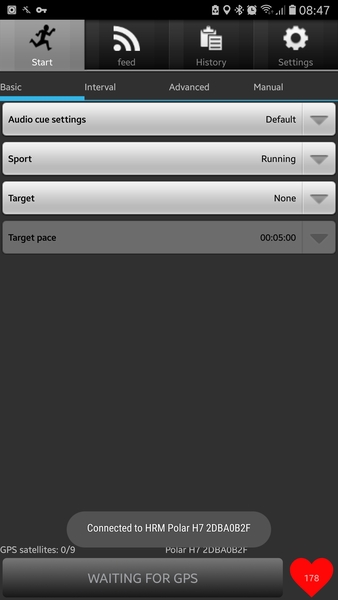 08:47
Start
feed
History
Settings
Basic
Interval
Advanced
Manual
Audio cue settings Default
Sport Running
Target None
Target pace 00:05:00
Connected to HRM Polar H7 2DBA0B2F
GPS satellites: 0/9 Polar H7 2DBA0B2F
WAITING FOR GPS
178